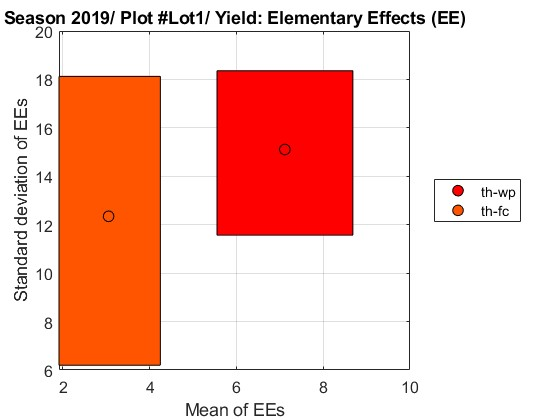 Season 2019/ Plot #Lot1/ Yield: Elementary Effects (EE)
20
18
16
14
12
10
8
6
Standard deviation of EEs
2 4 6 8 10
Mean of EEs
th-wp
th-fc